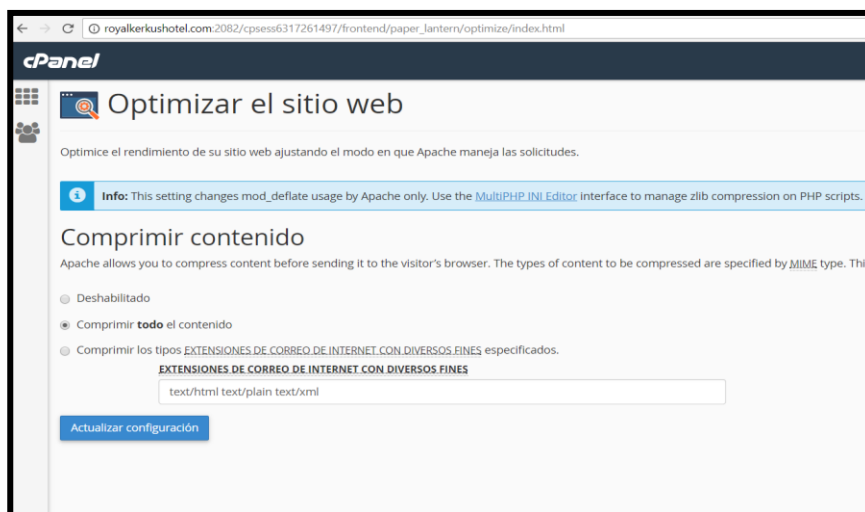 royalkerkushotel.com:2082/cpsess6317261497/frontend/paper_lantern/optimize/index.html
cPanel
Optimizar el sitio web
Optimice el rendimiento de su sitio web ajustando el modo en que Apache maneja las solicitudes.
Info: This setting changes mod_deflate usage by Apache only. Use the MultiPHP INI Editor interface to manage zlib compression on PHP scripts.
Comprimir contenido
Apache allows you to compress content before sending it to the visitor's browser. The types of content to be compressed are specified by MIME type. Thi
Deshabilitado
Comprimir todo el contenido
Comprimir los tipos EXTENSIONES DE CORREO DE INTERNET CON DIVERSOS FINES especificados.
EXTENSIONES DE CORREO DE INTERNET CON DIVERSOS FINES
text/html text/plain text/xml
Actualizar configuración